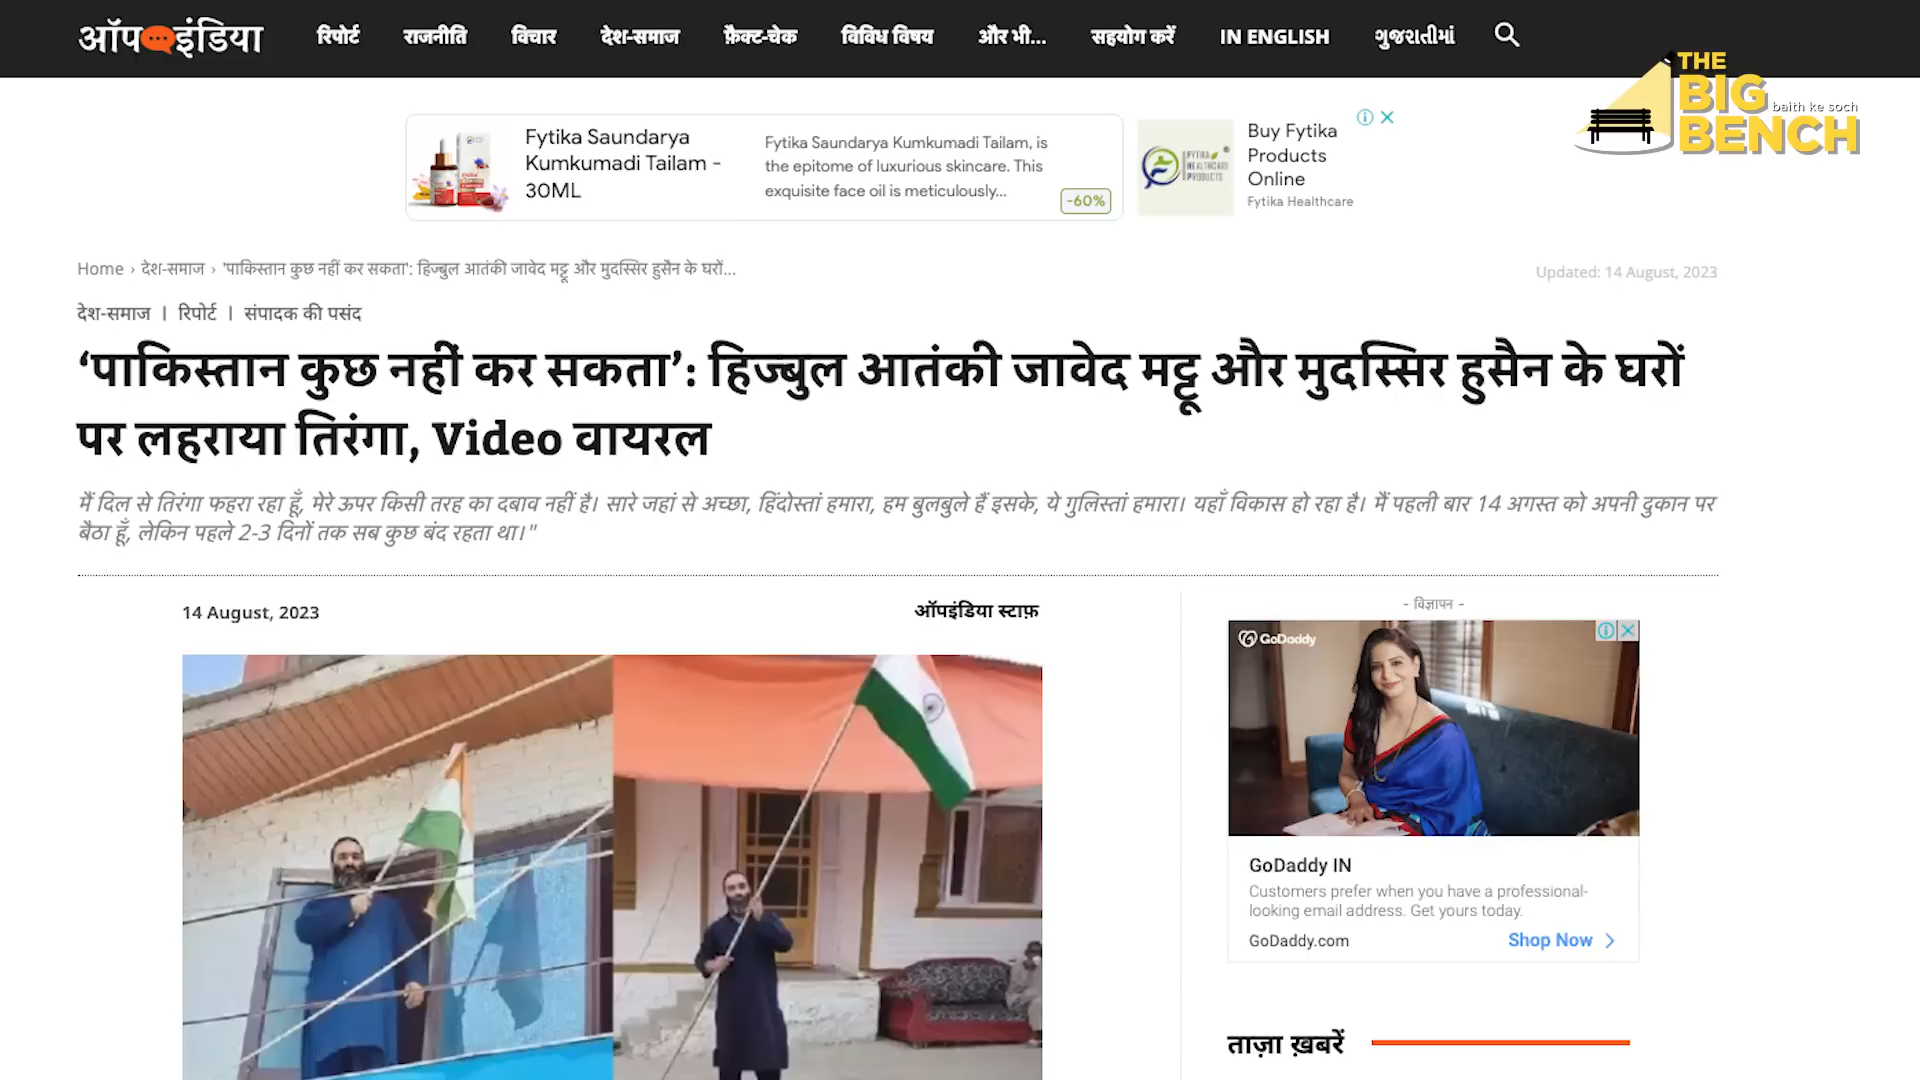 ऑपइंडिया
रिपोर्ट राजनीति विचार देश-समाज फ़ैक्ट-चेक विविध विषय और भी... सहयोग करें IN ENGLISH ગુજરાતીમાં
THE
BIG
baith ke soch
BENCH
Fytika Saundarya
Kumkumadi Tailam -
30ML
Fytika Saundarya Kumkumadi Tailam, is
the epitome of luxurious skincare. This
exquisite face oil is meticulously...
-60%
FYTIKA
HEALTHCARE
PRODUCTS
Buy Fytika
Products
Online
Fytika Healthcare
Home › देश-समाज › 'पाकिस्तान कुछ नहीं कर सकता': हिज्बुल आतंकी जावेद मट्टू और मुदस्सिर हुसैन के घरों...
Updated: 14 August, 2023
देश-समाज | रिपोर्ट | संपादक की पसंद
‘पाकिस्तान कुछ नहीं कर सकता’: हिज्बुल आतंकी जावेद मट्टू और मुदस्सिर हुसैन के घरों
पर लहराया तिरंगा, Video वायरल
मैं दिल से तिरंगा फहरा रहा हूँ, मेरे ऊपर किसी तरह का दबाव नहीं है। सारे जहां से अच्छा, हिंदोस्तां हमारा, हम बुलबुले हैं इसके, ये गुलिस्तां हमारा। यहाँ विकास हो रहा है। मैं पहली बार 14 अगस्त को अपनी दुकान पर
बैठा हूँ, लेकिन पहले 2-3 दिनों तक सब कुछ बंद रहता था।"
14 August, 2023
ऑपइंडिया स्टाफ़
- विज्ञापन -
GoDaddy
GoDaddy IN
Customers prefer when you have a professional-
looking email address. Get yours today.
GoDaddy.com
Shop Now
ताज़ा ख़बरें